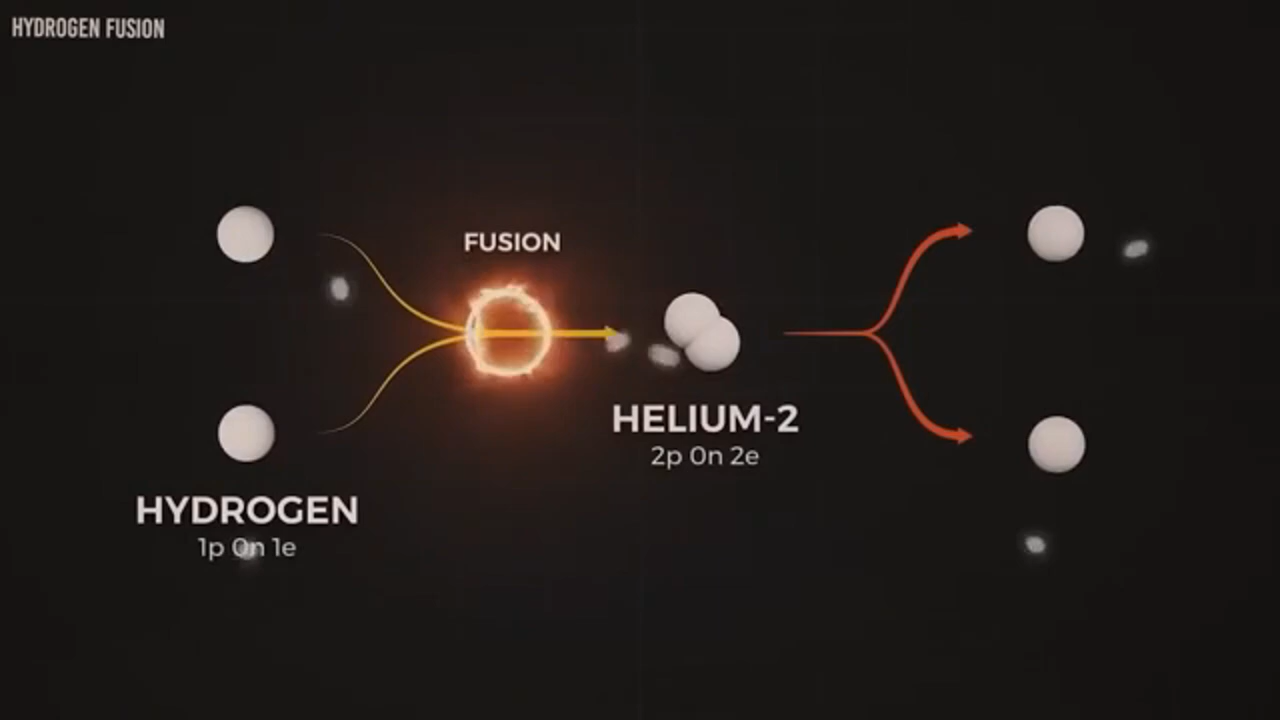 HYDROGEN FUSION
FUSION
HELIUM-2
2p 0n 2e
HYDROGEN
1p 0n 1e